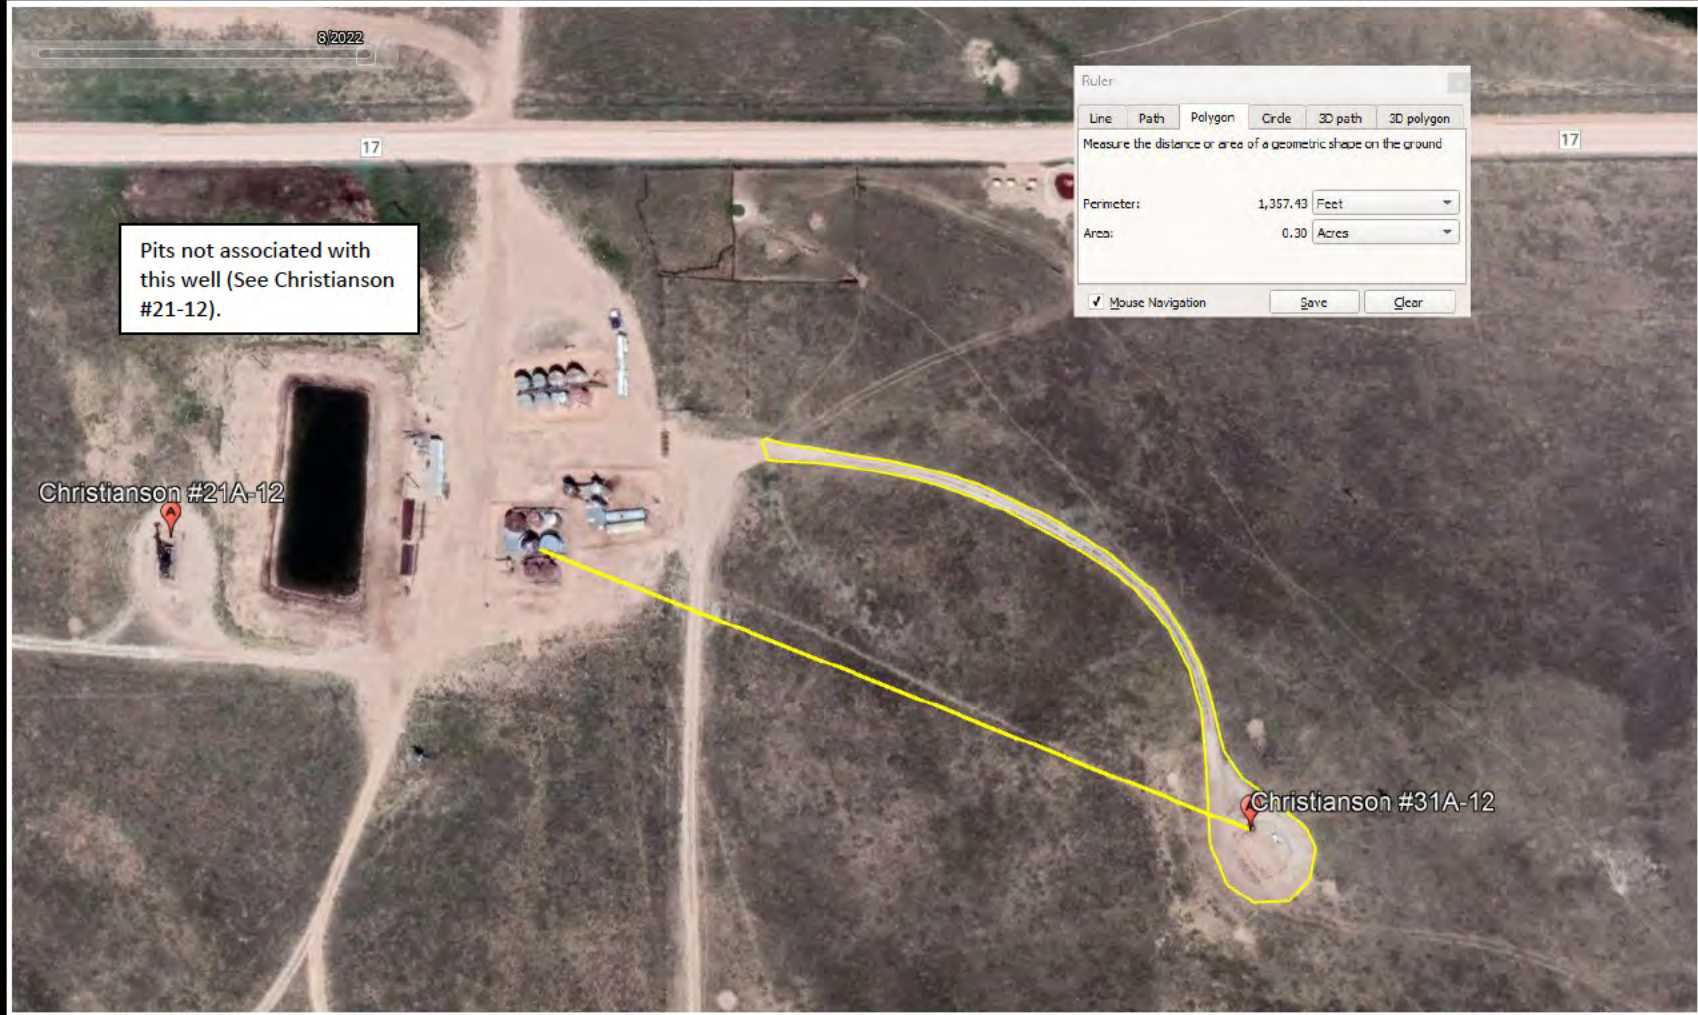 8/2022
17
17
Ruler
Line Path Polygon Circle 3D path 3D polygon
Measure the distance or area of a geometric shape on the ground
Perimeter: 1,357.43 Feet
Area: 0.30 Acres
Mouse Navigation Save Clear
Pits not associated with
this well (See Christianson
#21-12).
Christianson #21A-12
A
Christianson #31A-12